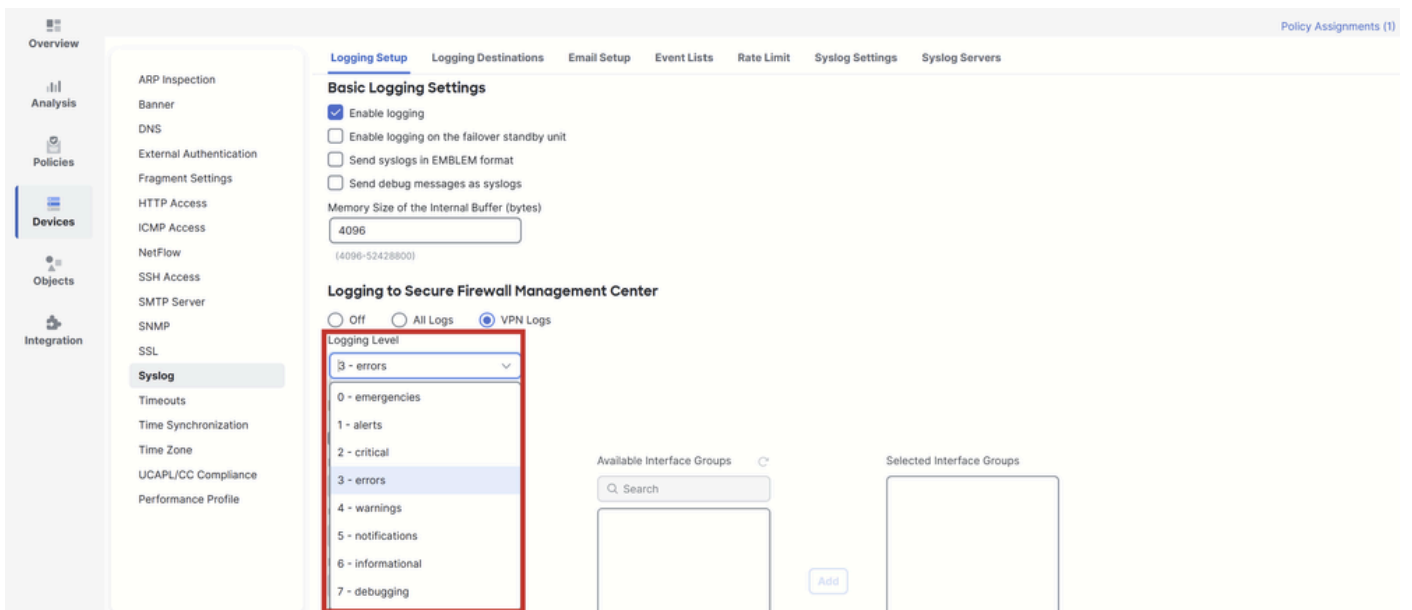 Policy Assignments (1)
Overview
Analysis
Policies
Devices
Objects
Integration
ARP Inspection
Banner
DNS
External Authentication
Fragment Settings
HTTP Access
ICMP Access
NetFlow
SSH Access
SMTP Server
SNMP
SSL
Syslog
Timeouts
Time Synchronization
Time Zone
UCAPL/CC Compliance
Performance Profile
Logging Setup Logging Destinations Email Setup Event Lists Rate Limit Syslog Settings Syslog Servers
Basic Logging Settings
Enable logging
Enable logging on the failover standby unit
Send syslogs in EMBLEM format
Send debug messages as syslogs
Memory Size of the Internal Buffer (bytes)
4096
(4096-52428800)
Logging to Secure Firewall Management Center
Off All Logs VPN Logs
Logging Level
3 - errors
0 - emergencies
1 - alerts
2 - critical
3 - errors
4 - warnings
5 - notifications
6 - informational
7 - debugging
Available Interface Groups
Search
Add
Selected Interface Groups